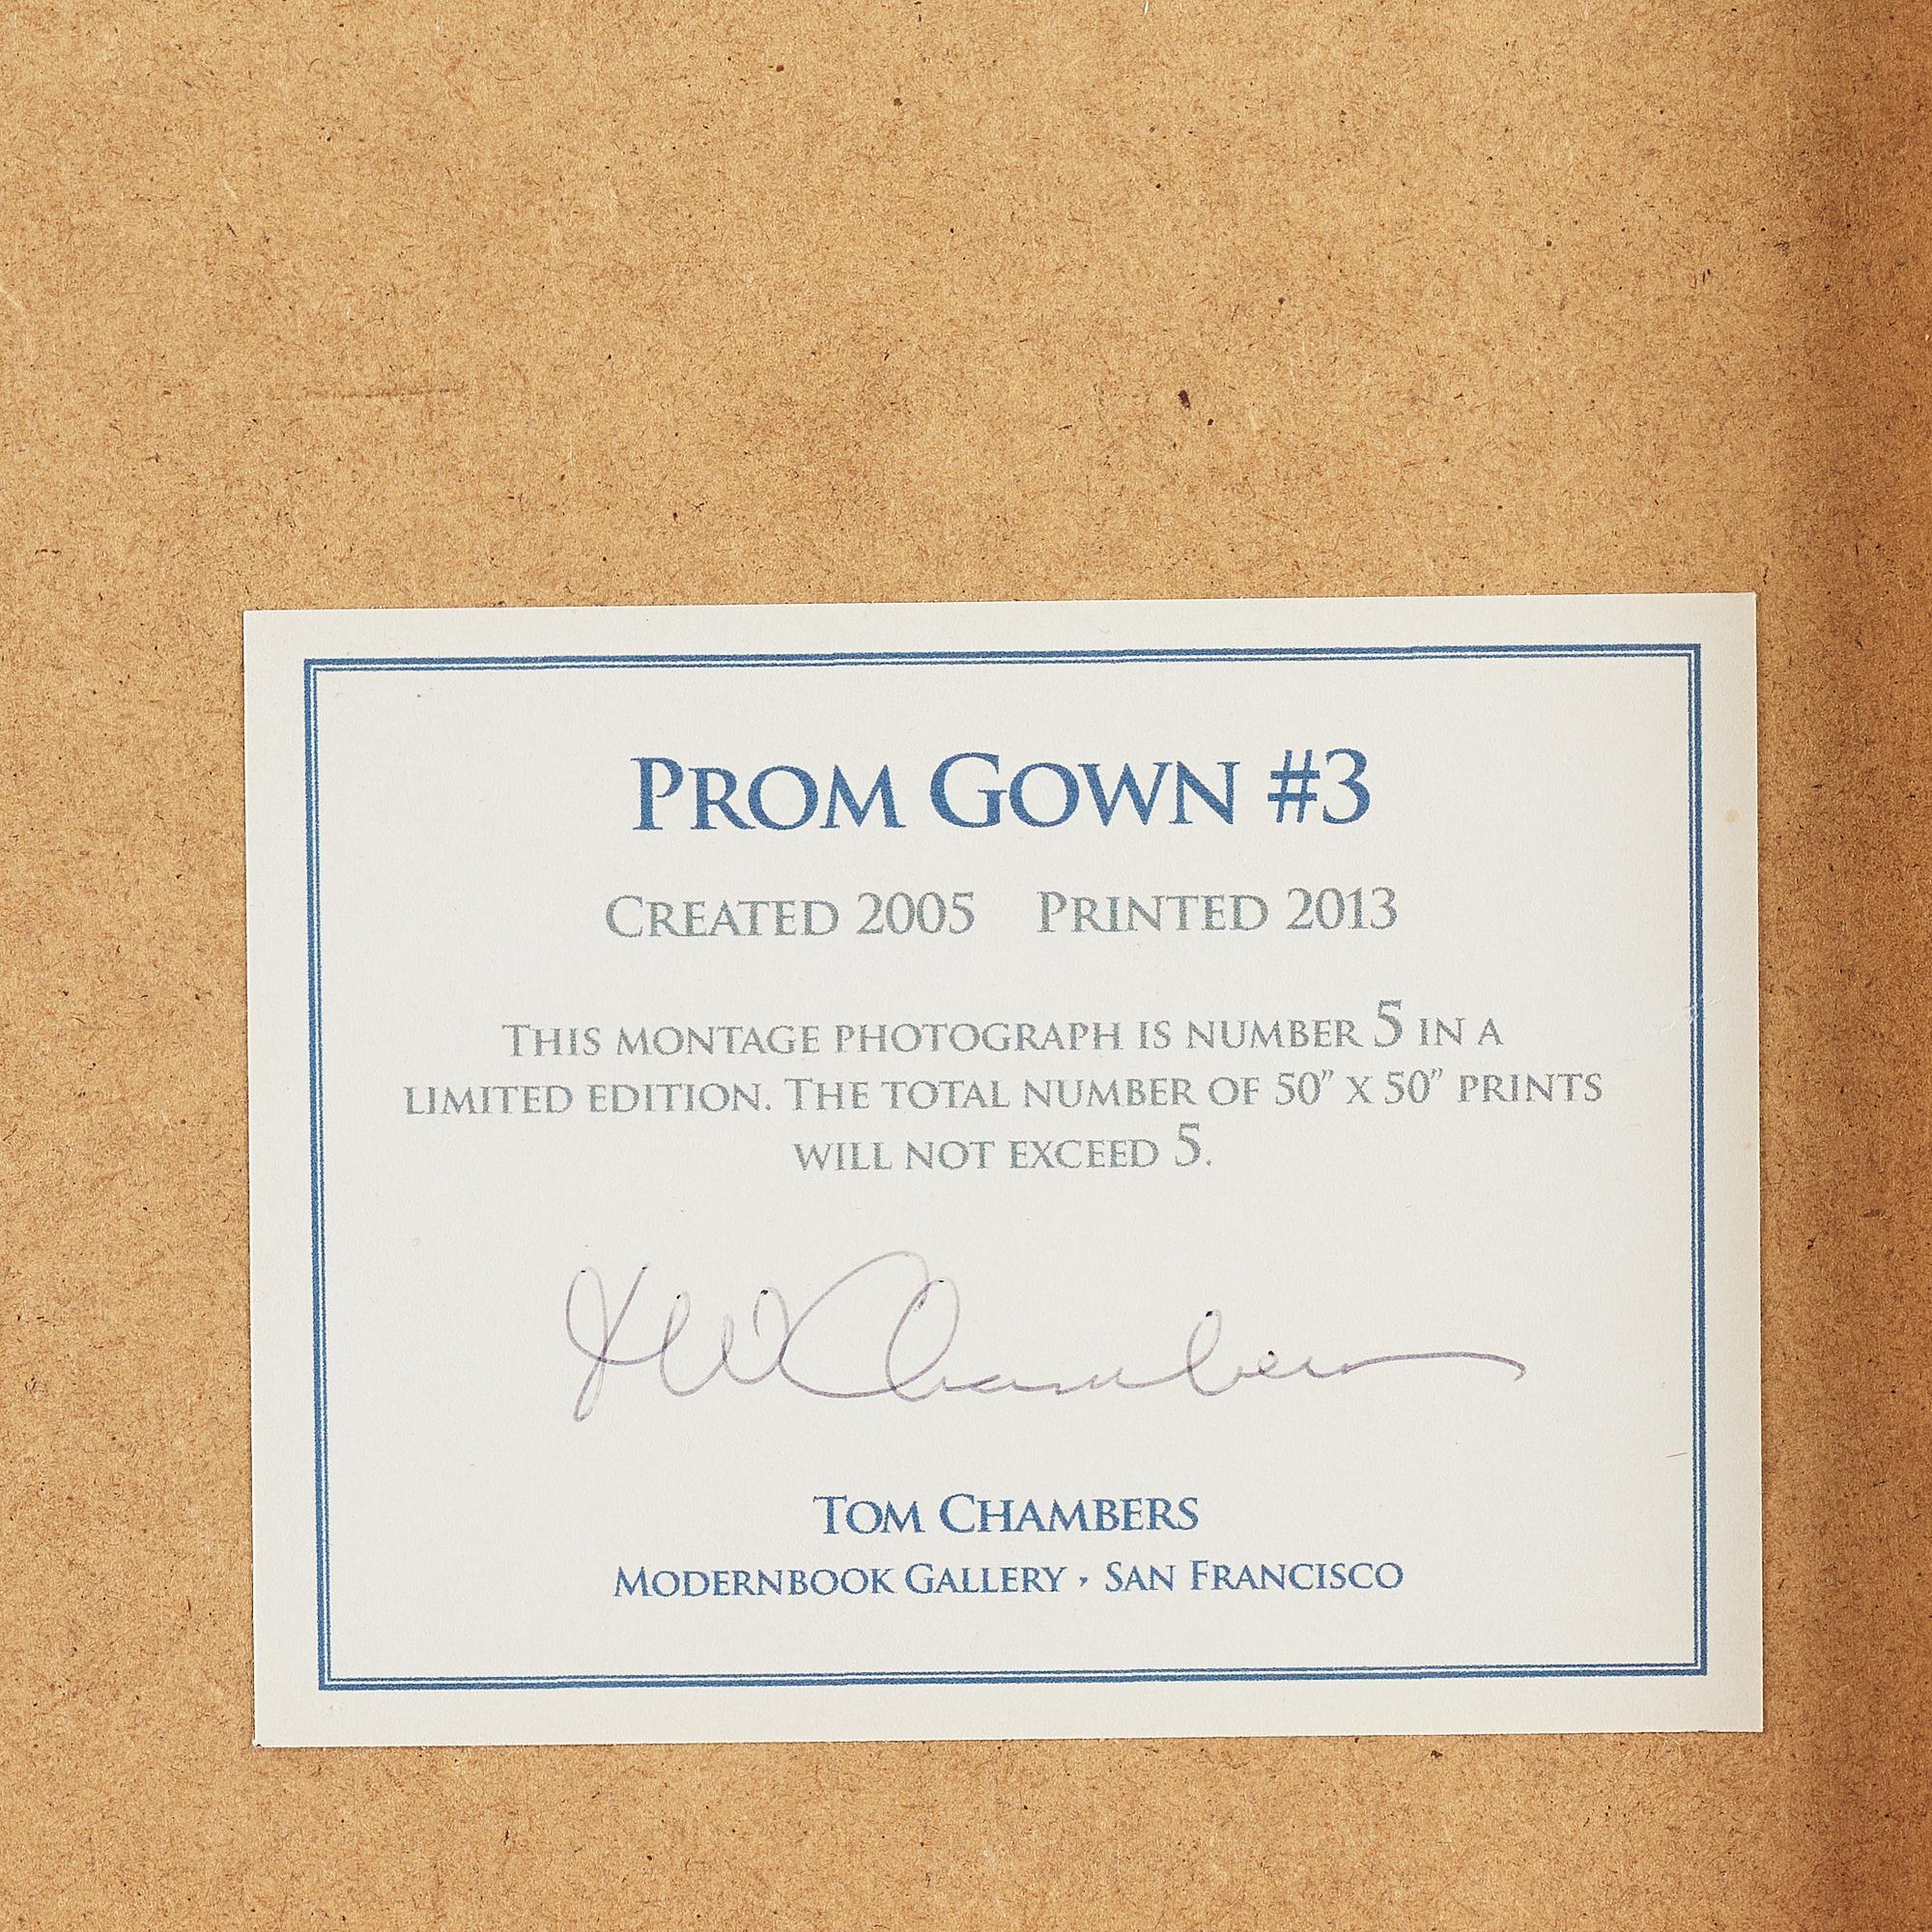 PROM GOWN #3
CREATED 2005 PRINTED 2013
THIS MONTAGE PHOTOGRAPH IS NUMBER 5 IN A
LIMITED EDITION. THE TOTAL NUMBER OF 50” X 50” PRINTS
WILL NOT EXCEED 5.
Chambers
TOM CHAMBERS
MODERNBOOK GALLERY · SAN FRANCISCO